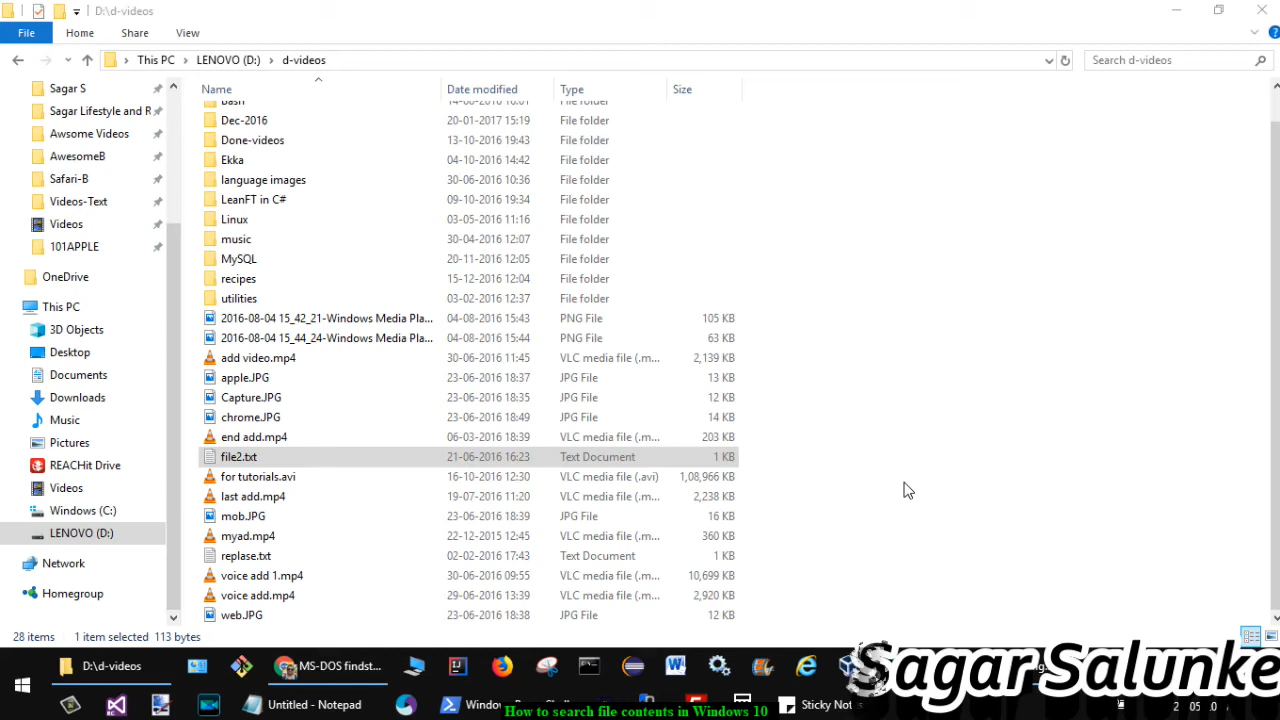 D:\d-videos
File Home Share View
This PC LENOVO (D:) d-videos Search d-videos
Name Date modified Type Size
Sagar S
Sagar Lifestyle and R
Awsome Videos
AwesomeB
Safari-B
Videos-Text
Videos
101APPLE
OneDrive
This PC
3D Objects
Desktop
Documents
Downloads
Music
Pictures
REACHit Drive
Videos
Windows (C:)
LENOVO (D:)
Network
Homegroup
Bash 14-08-2016 18:01 File folder
Dec-2016 20-01-2017 15:19 File folder
Done-videos 13-10-2016 19:43 File folder
Ekka 04-10-2016 14:42 File folder
language images 30-06-2016 10:36 File folder
LeanFT in C# 09-10-2016 19:34 File folder
Linux 03-05-2016 11:16 File folder
music 30-04-2016 12:07 File folder
MySQL 20-11-2016 12:05 File folder
recipes 15-12-2016 12:04 File folder
utilities 03-02-2016 12:37 File folder
2016-08-04 15_42_21-Windows Media Pla... 04-08-2016 15:43 PNG File 105 KB
2016-08-04 15_44_24-Windows Media Pla... 04-08-2016 15:44 PNG File 63 KB
add video.mp4 30-06-2016 11:45 VLC media file (.m... 2,139 KB
apple.JPG 23-06-2016 18:37 JPG File 13 KB
Capture.JPG 23-06-2016 18:35 JPG File 12 KB
chrome.JPG 23-06-2016 18:49 JPG File 14 KB
end add.mp4 06-03-2016 18:39 VLC media file (.m... 203 KB
file2.txt 21-06-2016 16:23 Text Document 1 KB
for tutorials.avi 16-10-2016 12:30 VLC media file (.avi) 1,08,966 KB
last add.mp4 19-07-2016 11:20 VLC media file (.m... 2,238 KB
mob.JPG 23-06-2016 18:39 JPG File 16 KB
myad.mp4 22-12-2015 12:45 VLC media file (.m... 360 KB
replase.txt 02-02-2016 17:43 Text Document 1 KB
voice add 1.mp4 30-06-2016 09:55 VLC media file (.m... 10,699 KB
voice add.mp4 29-06-2016 13:39 VLC media file (.m... 2,920 KB
web.JPG 23-06-2016 18:38 JPG File 12 KB
28 items 1 item selected 113 bytes
D:\d-videos MS-DOS findst...
Sagar Salunke
Untitled - Notepad Sticky Not
How to search file contents in Windows 10